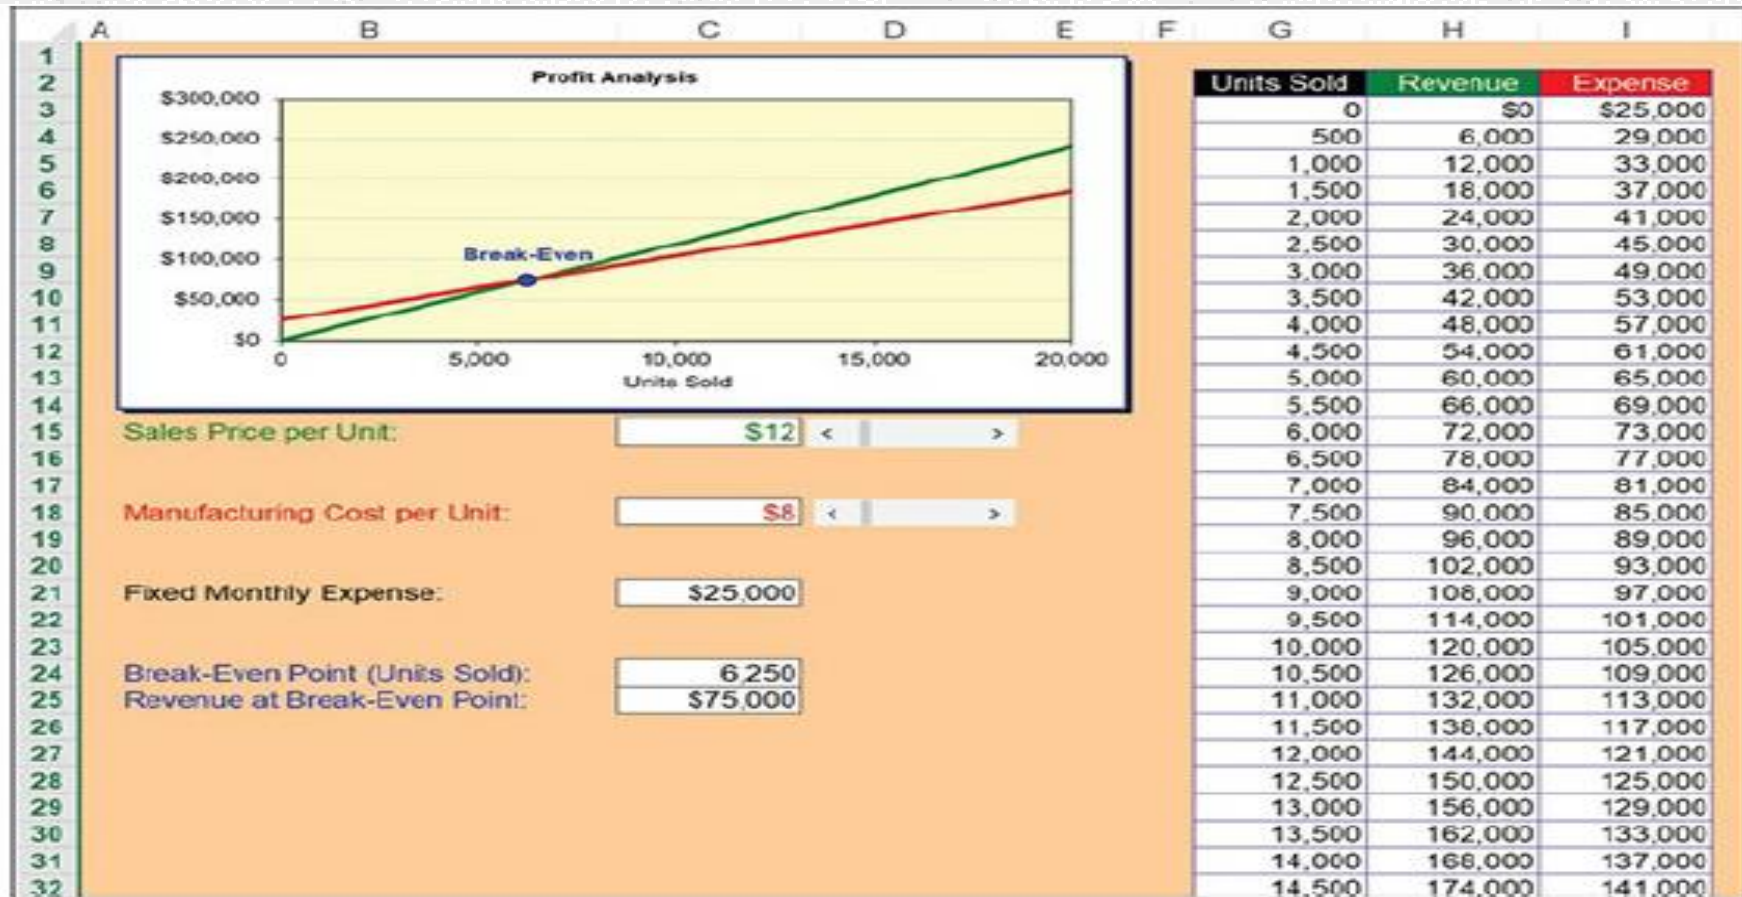 A B C D E F G H I
1
2 Units Sold Revenue Expense
3 0 $0 $25,000
4 500 6,000 29,000
5 1,000 12,000 33,000
6 1,500 18,000 37,000
7 2,000 24,000 41,000
8 2,500 30,000 45,000
9 3,000 36,000 49,000
10 3,500 42,000 53,000
11 4,000 48,000 57,000
12 4,500 54,000 61,000
13 5,000 60,000 65,000
14 5,500 66,000 69,000
15 Sales Price per Unit: $12 < > 6,000 72,000 73,000
16 6,500 78,000 77,000
17 7,000 84,000 81,000
18 Manufacturing Cost per Unit: $8 < > 7,500 90,000 85,000
19 8,000 96,000 89,000
20 8,500 102,000 93,000
21 Fixed Monthly Expense: $25,000 9,000 108,000 97,000
22 9,500 114,000 101,000
23 10,000 120,000 105,000
24 Break-Even Point (Units Sold): 6,250 10,500 126,000 109,000
25 Revenue at Break-Even Point: $75,000 11,000 132,000 113,000
26 11,500 138,000 117,000
27 12,000 144,000 121,000
28 12,500 150,000 125,000
29 13,000 156,000 129,000
30 13,500 162,000 133,000
31 14,000 168,000 137,000
32 14,500 174,000 141,000
Profit Analysis
$300,000
$250,000
$200,000
$150,000
$100,000
$50,000
$0
Break-Even
0 5,000 10,000 15,000 20,000
Units Sold